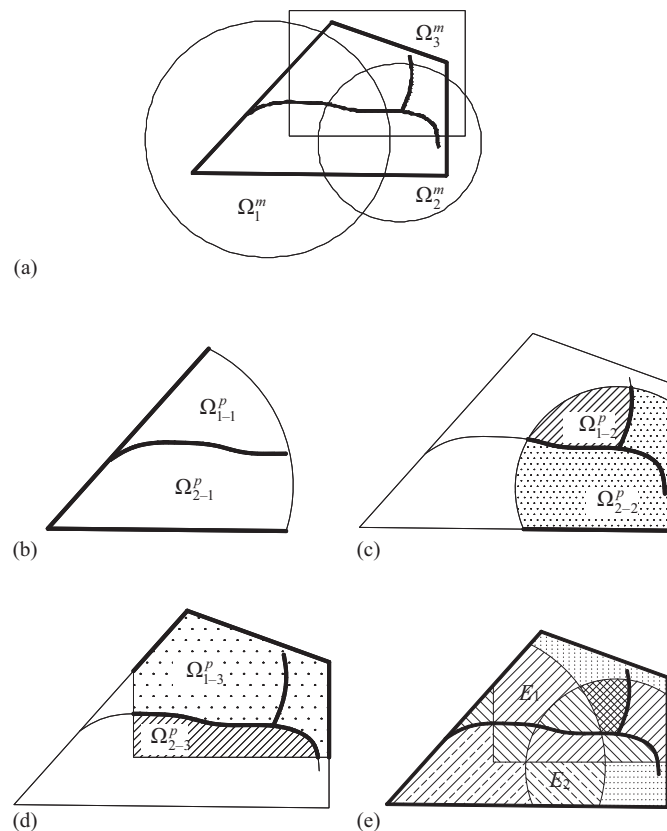 Ω₃ᵐ
Ω₁ᵐ
Ω₂ᵐ
(a)
Ω₁₋₁ᵖ
Ω₂₋₁ᵖ
(b)
Ω₁₋₂ᵖ
Ω₂₋₂ᵖ
(c)
Ω₁₋₃ᵖ
Ω₂₋₃ᵖ
(d)
E₁
E₂
(e)